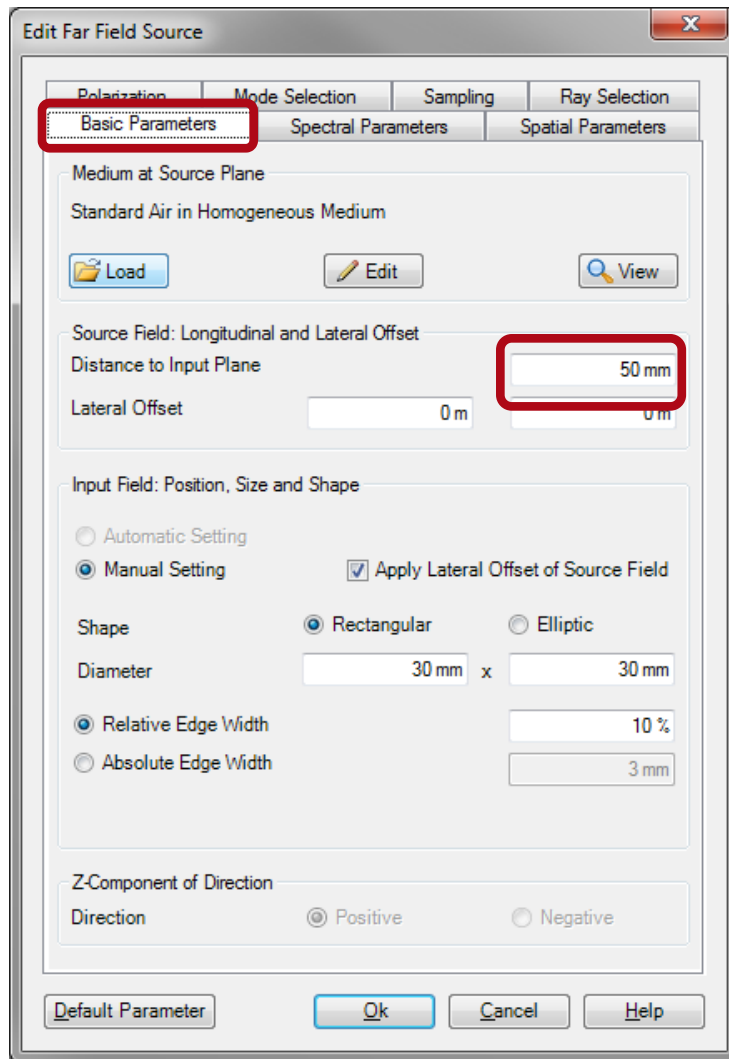 Edit Far Field Source
Polarization Mode Selection Sampling Ray Selection
Basic Parameters Spectral Parameters Spatial Parameters
Medium at Source Plane
Standard Air in Homogeneous Medium
Load Edit View
Source Field: Longitudinal and Lateral Offset
Distance to Input Plane 50 mm
Lateral Offset 0 m 0 m
Input Field: Position, Size and Shape
Automatic Setting
Manual Setting Apply Lateral Offset of Source Field
Shape Rectangular Elliptic
Diameter 30 mm x 30 mm
Relative Edge Width 10 %
Absolute Edge Width 3 mm
Z-Component of Direction
Direction Positive Negative
Default Parameter Ok Cancel Help